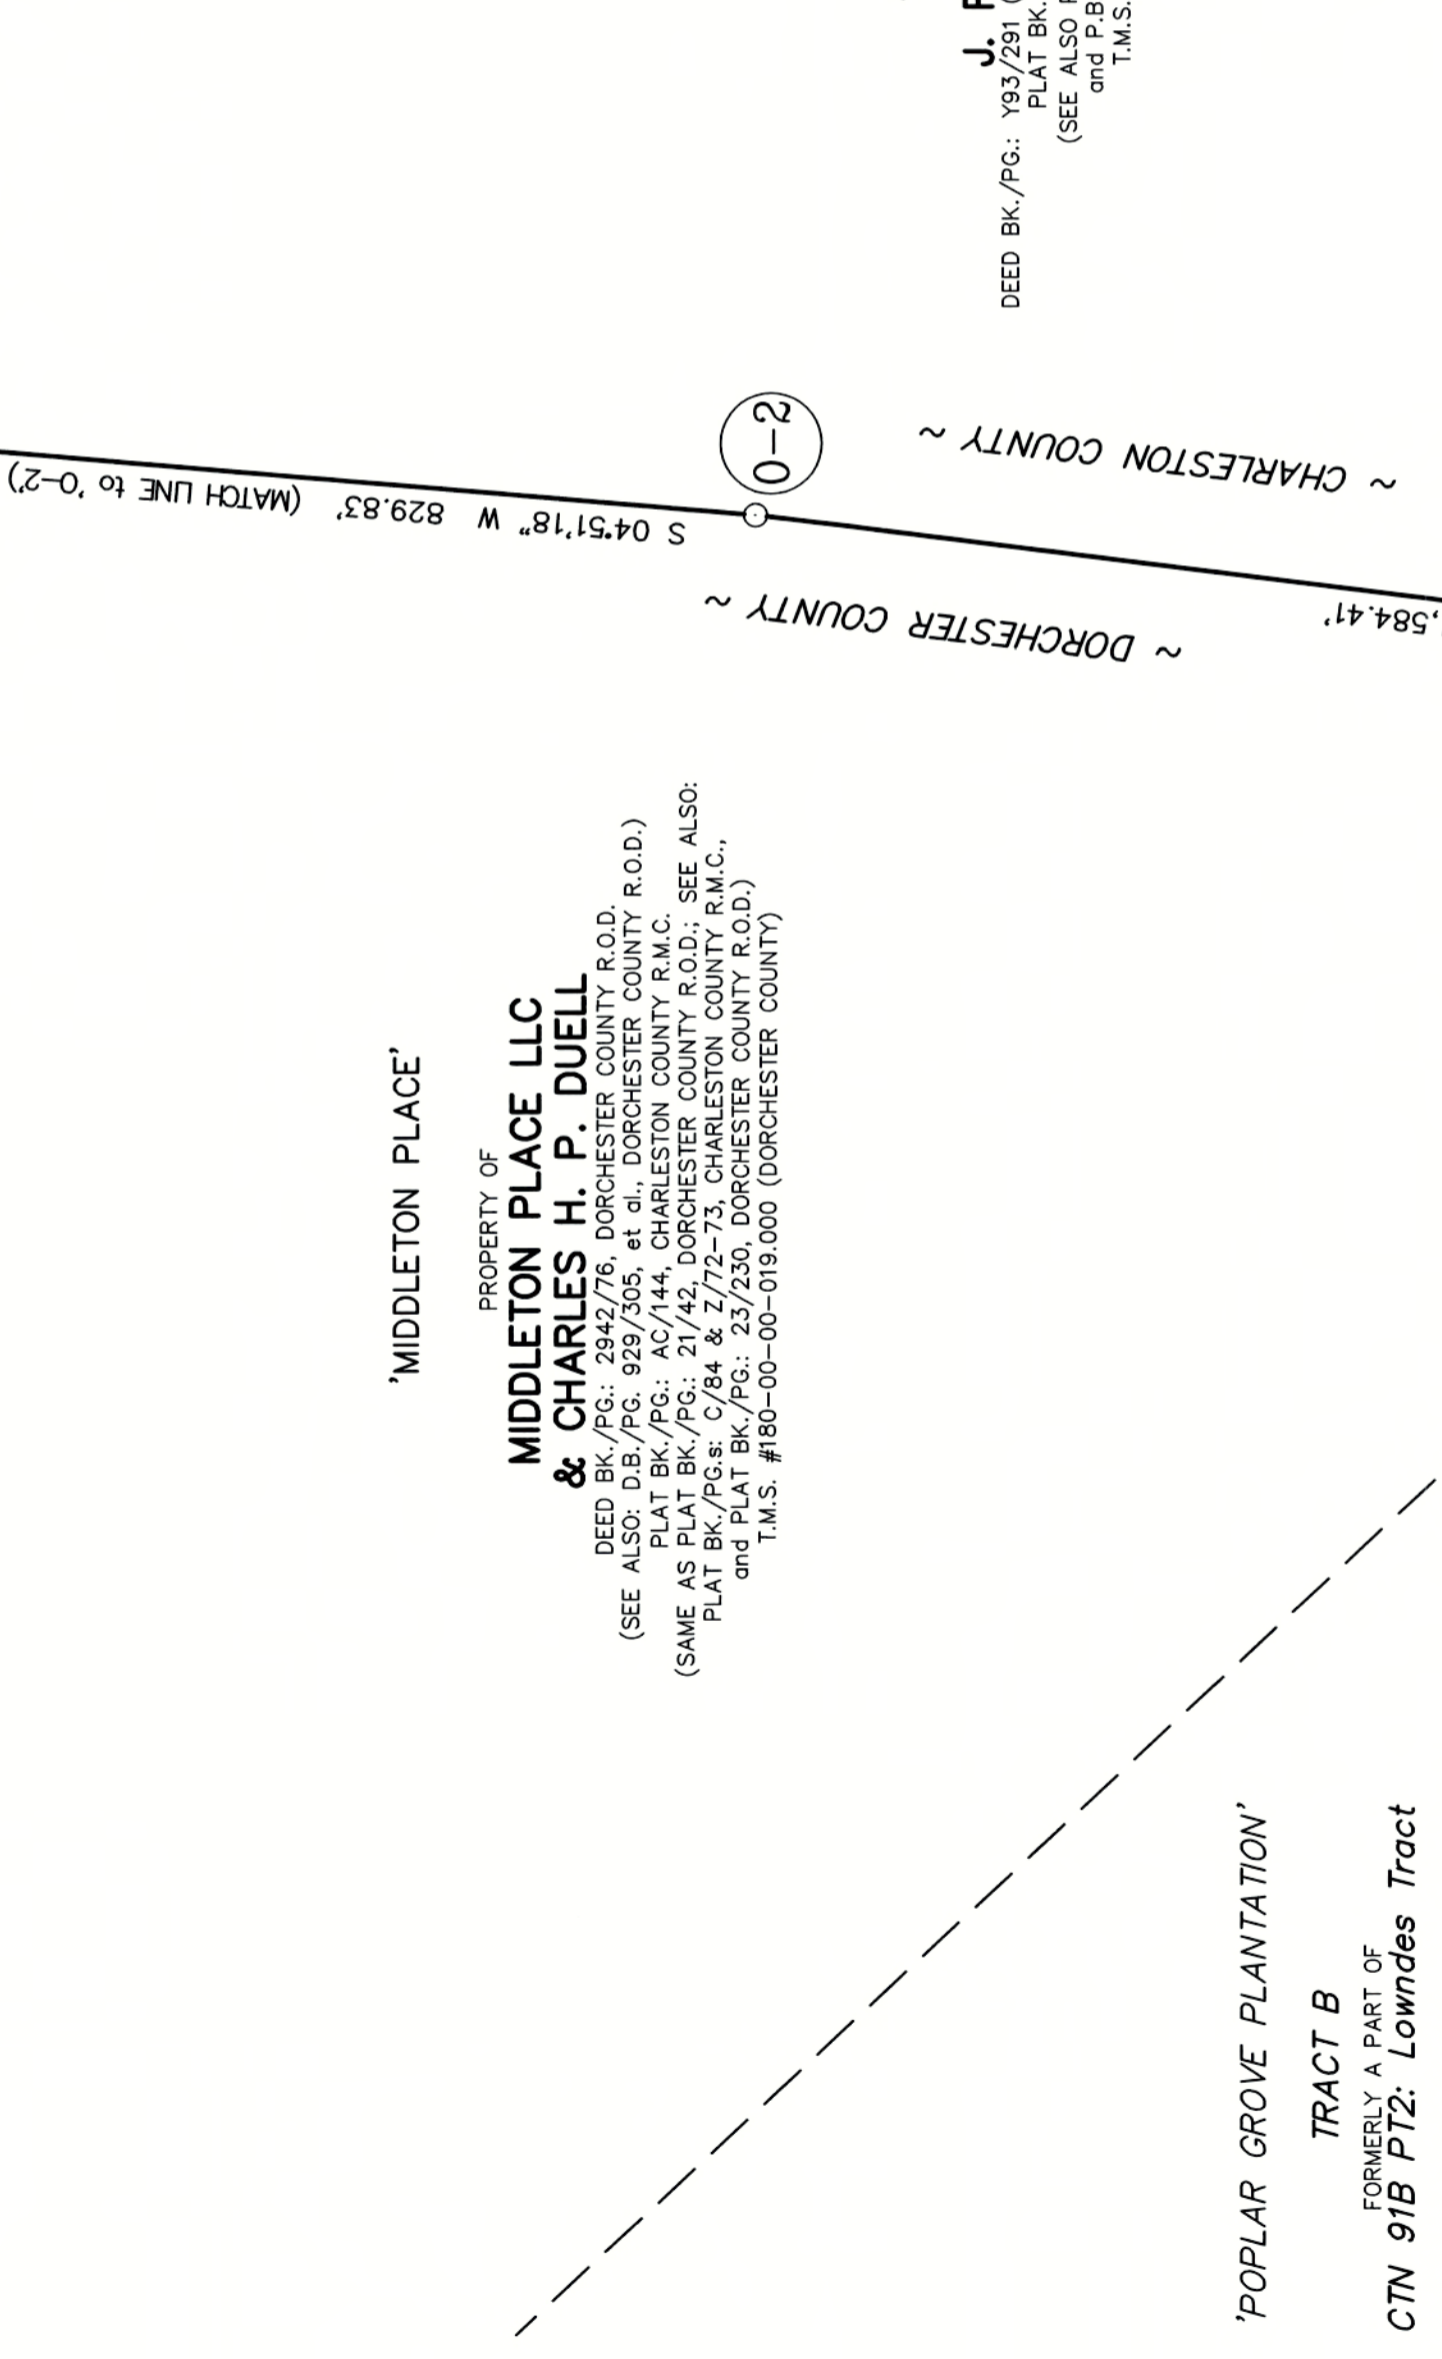 J.
DEED BK./PG.: Y93/291
PLAT BK.
(SEE ALSO
and P.B
T.M.S.
0-2
~ CHARLESTON COUNTY ~
S 04°51'18" W 829.83' (MATCH LINE to '0-2')
~ DORCHESTER COUNTY ~
,584.41'
'MIDDLETON PLACE'
PROPERTY OF
MIDDLETON PLACE LLC
& CHARLES H. P. DUELL
DEED BK./PG.: 2942/76, DORCHESTER COUNTY R.O.D.
(SEE ALSO: D.B./PG. 929/305, et al., DORCHESTER COUNTY R.O.D.)
PLAT BK./PG.: AC/144, CHARLESTON COUNTY R.M.C.
(SAME AS PLAT BK./PG.: 21/42, DORCHESTER COUNTY R.O.D.; SEE ALSO:
PLAT BK./PG.s: C/84 & Z/72-73, CHARLESTON COUNTY R.M.C.,
and PLAT BK./PG.: 23/230, DORCHESTER COUNTY R.O.D.)
T.M.S. #180-00-00-019.000 (DORCHESTER COUNTY)
'POPLAR GROVE PLANTATION'
TRACT B
FORMERLY A PART OF
CTN 91B PT2: Lowndes Tract